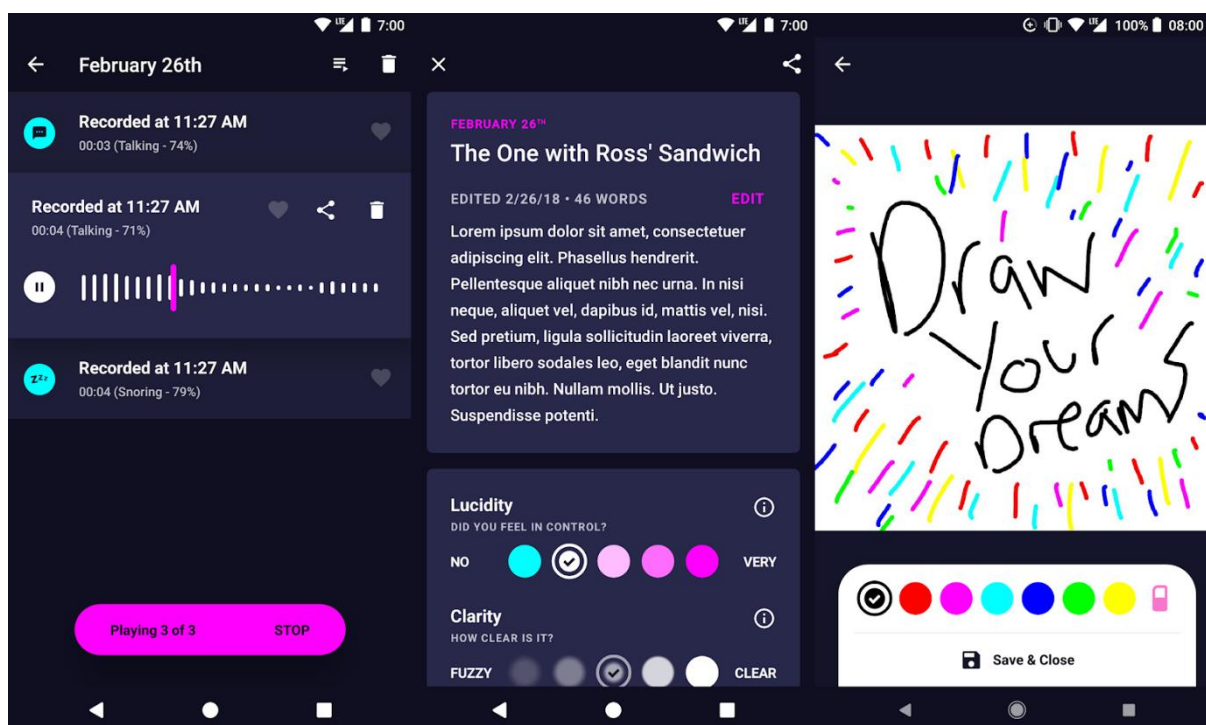 LTE 7:00
February 26th
Recorded at 11:27 AM
00:03 (Talking - 74%)
Recorded at 11:27 AM
00:04 (Talking - 71%)
zzz
Recorded at 11:27 AM
00:04 (Snoring - 79%)
Playing 3 of 3 STOP
LTE 7:00
FEBRUARY 26TH
The One with Ross' Sandwich
EDITED 2/26/18 • 46 WORDS EDIT
Lorem ipsum dolor sit amet, consectetuer
adipiscing elit. Phasellus hendrerit.
Pellentesque aliquet nibh nec urna. In nisi
neque, aliquet vel, dapibus id, mattis vel, nisi.
Sed pretium, ligula sollicitudin laoreet viverra,
tortor libero sodales leo, eget blandit nunc
tortor eu nibh. Nullam mollis. Ut justo.
Suspendisse potenti.
Lucidity
DID YOU FEEL IN CONTROL?
NO VERY
Clarity
HOW CLEAR IS IT?
FUZZY CLEAR
LTE 100% 08:00
Draw
Your
Dreams
Save & Close